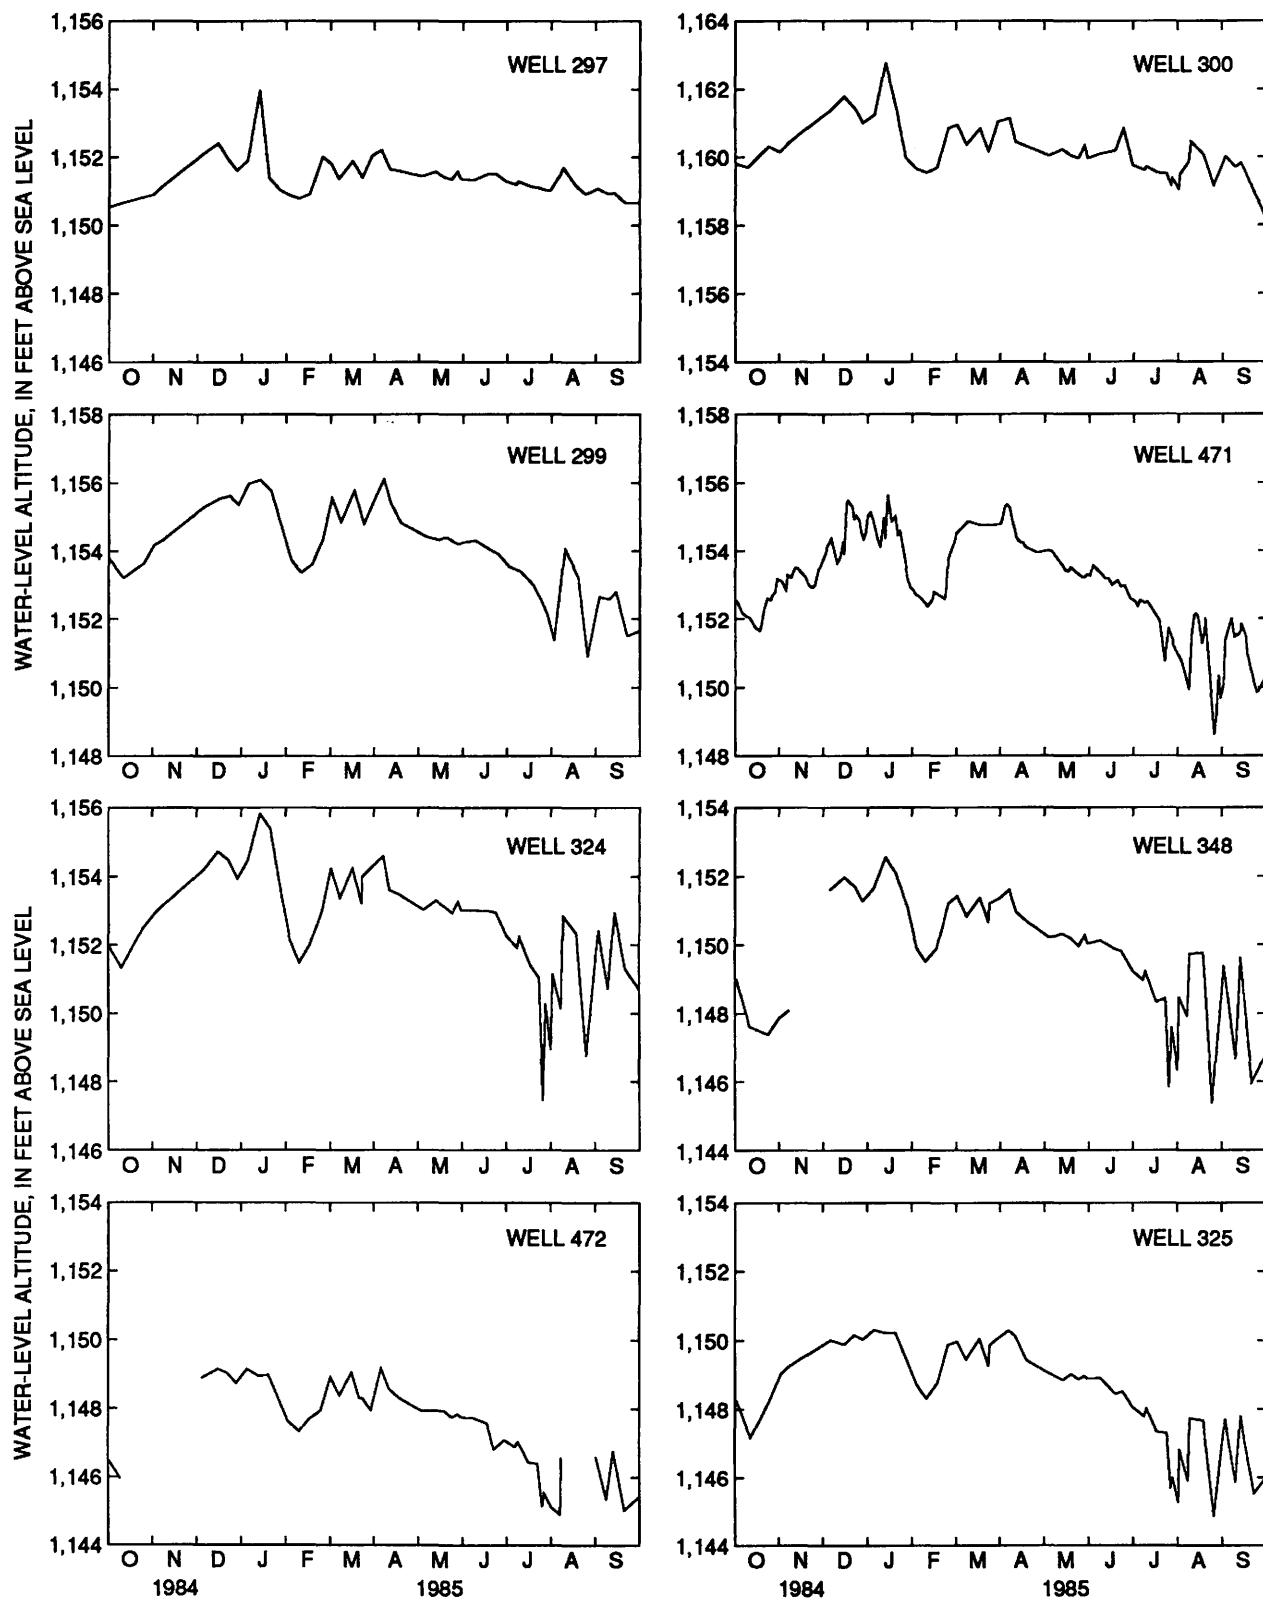 WATER-LEVEL ALTITUDE, IN FEET ABOVE SEA LEVEL
WELL 297
1,156
1,154
1,152
1,150
1,148
1,146
O N D J F M A M J J A S
WELL 300
1,164
1,162
1,160
1,158
1,156
1,154
O N D J F M A M J J A S
WELL 299
1,158
1,156
1,154
1,152
1,150
1,148
O N D J F M A M J J A S
WELL 471
1,158
1,156
1,154
1,152
1,150
1,148
O N D J F M A M J J A S
WATER-LEVEL ALTITUDE, IN FEET ABOVE SEA LEVEL
WELL 324
1,156
1,154
1,152
1,150
1,148
1,146
O N D J F M A M J J A S
WELL 348
1,154
1,152
1,150
1,148
1,146
1,144
O N D J F M A M J J A S
WELL 472
1,154
1,152
1,150
1,148
1,146
1,144
O N D J F M A M J J A S
1984 1985
WELL 325
1,154
1,152
1,150
1,148
1,146
1,144
O N D J F M A M J J A S
1984 1985